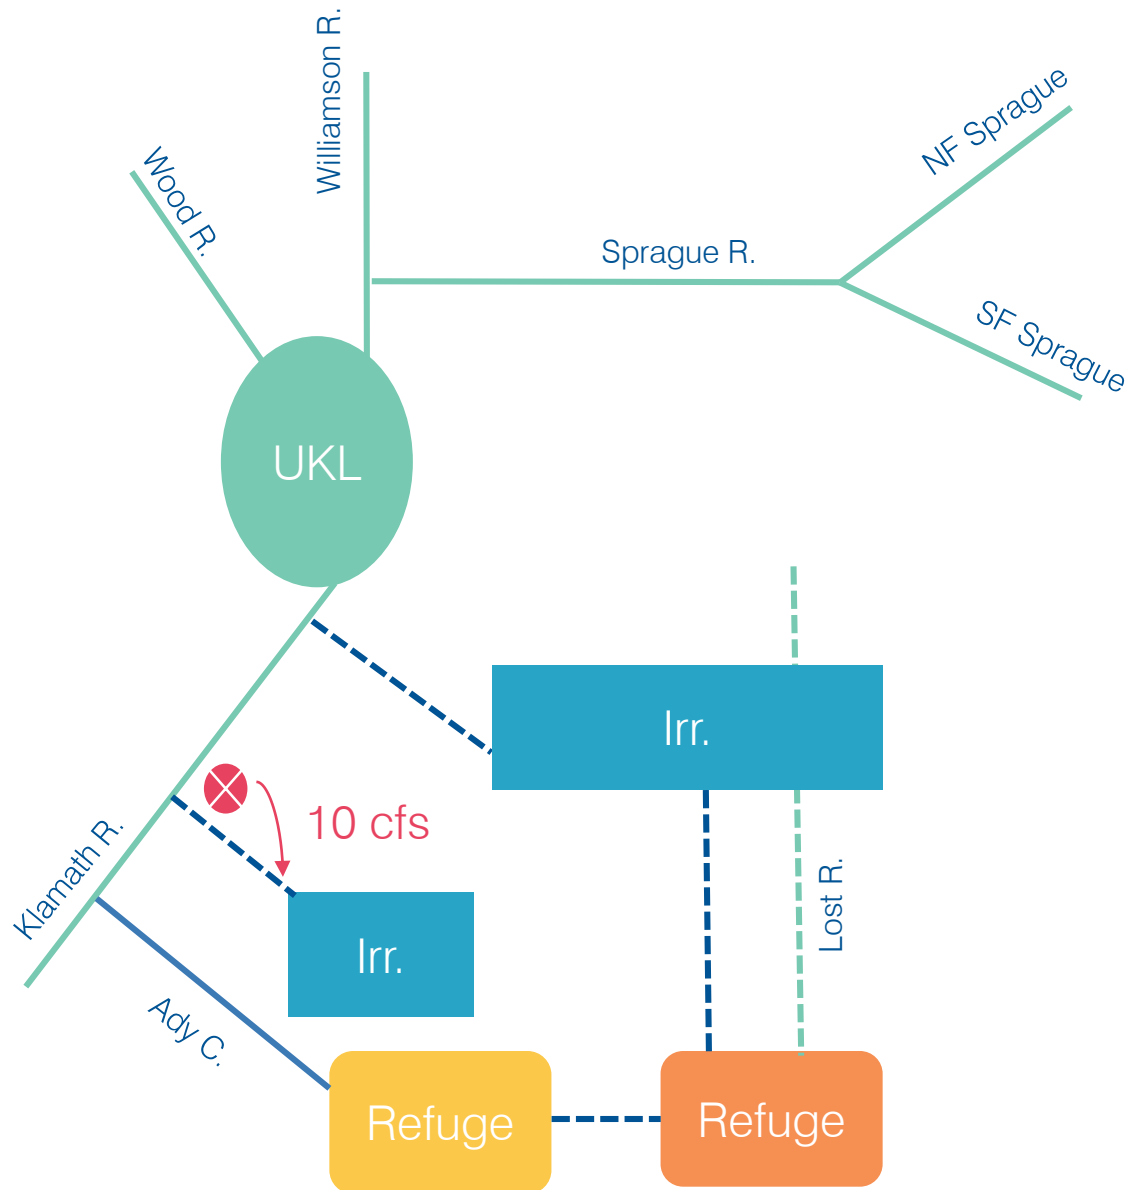 Williamson R.
NF Sprague
Wood R.
Sprague R.
SF Sprague
UKL
Irr.
10 cfs
Klamath R.
Lost R.
Irr.
Ady C.
Refuge
Refuge